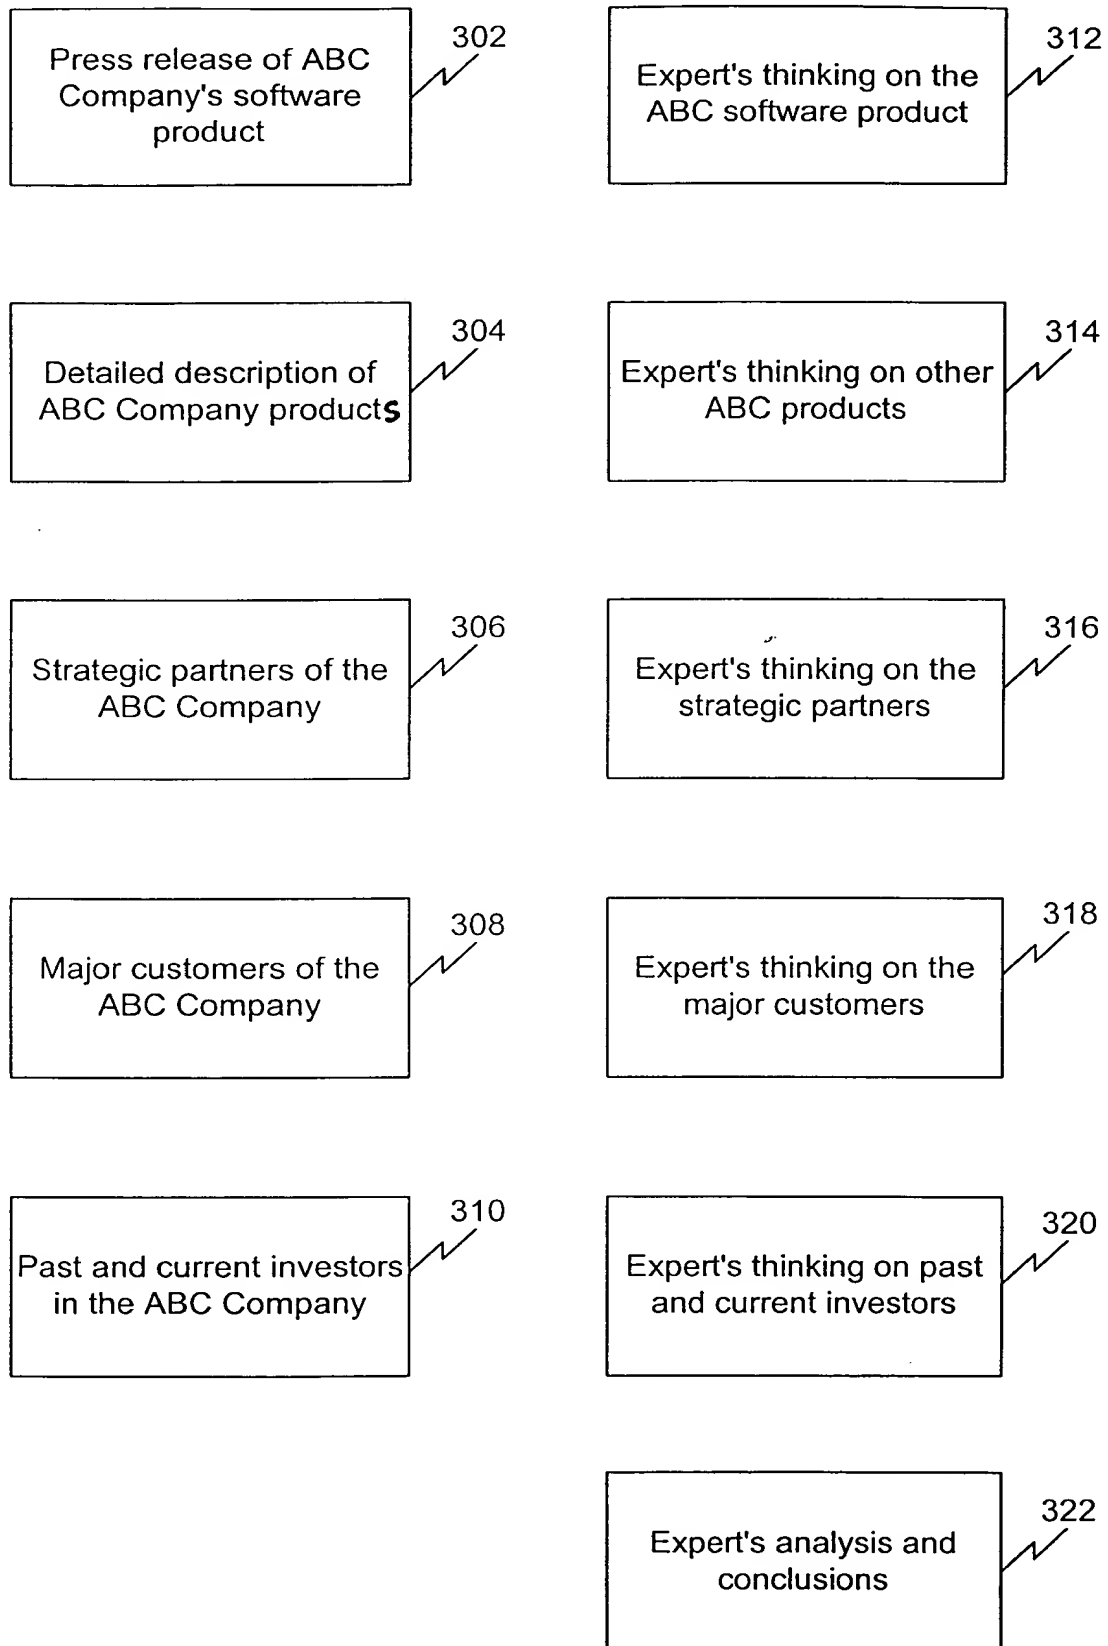 Press release of ABC
Company's software
product
302
Expert's thinking on the
ABC software product
312
Detailed description of
ABC Company products
304
Expert's thinking on other
ABC products
314
Strategic partners of the
ABC Company
306
Expert's thinking on the
strategic partners
316
Major customers of the
ABC Company
308
Expert's thinking on the
major customers
318
Past and current investors
in the ABC Company
310
Expert's thinking on past
and current investors
320
Expert's analysis and
conclusions
322